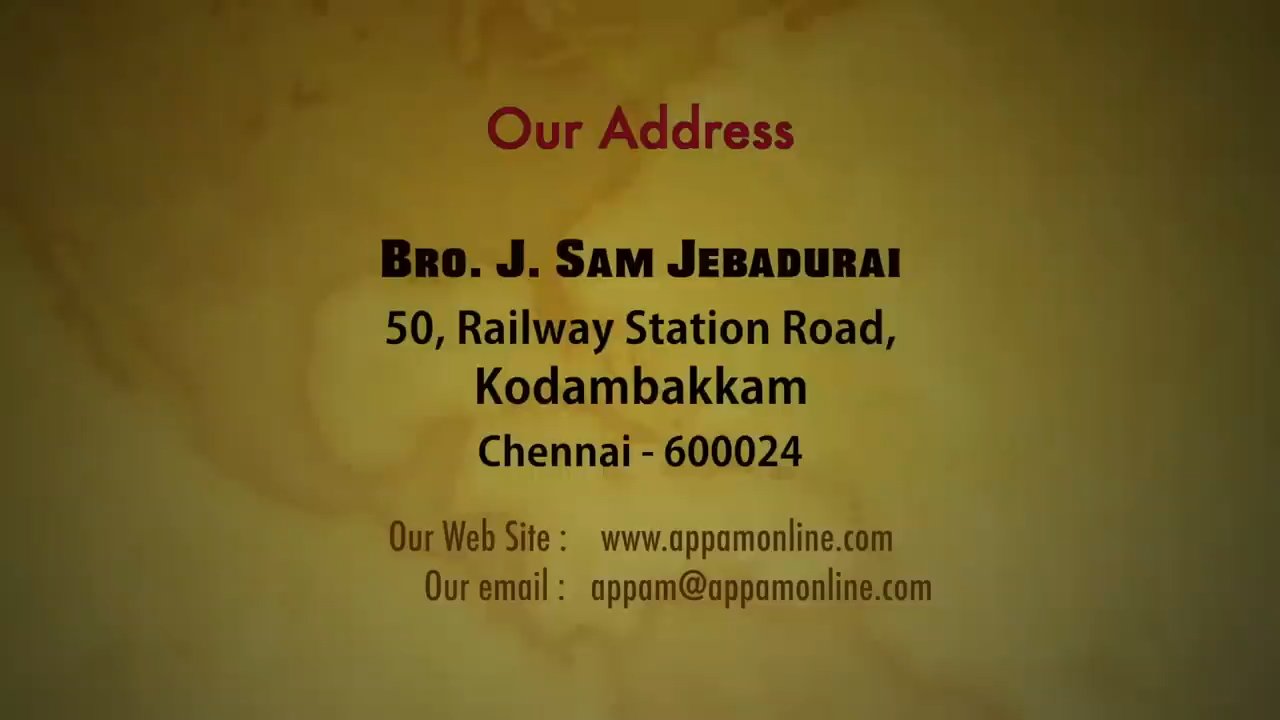 Our Address
BRO. J. SAM JEBADURAI
50, Railway Station Road,
Kodambakkam
Chennai - 600024
Our Web Site : www.appamonline.com
Our email : appam@appamonline.com